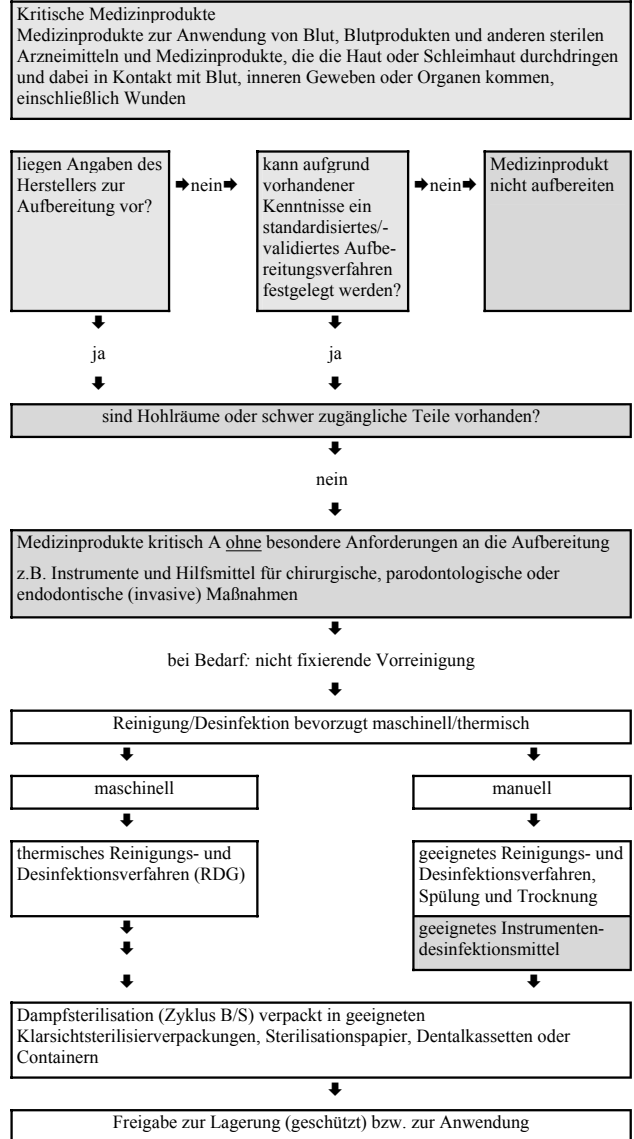 Kritische Medizinprodukte
Medizinprodukte zur Anwendung von Blut, Blutprodukten und anderen sterilen
Arzneimitteln und Medizinprodukte, die die Haut oder Schleimhaut durchdringen
und dabei in Kontakt mit Blut, inneren Geweben oder Organen kommen,
einschließlich Wunden
liegen Angaben des
Herstellers zur
Aufbereitung vor?
➡nein➡
kann aufgrund
vorhandener
Kenntnisse ein
standardisiertes/-
validiertes Aufbe-
reitungsverfahren
festgelegt werden?
➡nein➡
Medizinprodukt
nicht aufbereiten
ja
ja
sind Hohlräume oder schwer zugängliche Teile vorhanden?
nein
Medizinprodukte kritisch A ohne besondere Anforderungen an die Aufbereitung
z.B. Instrumente und Hilfsmittel für chirurgische, parodontologische oder
endodontische (invasive) Maßnahmen
bei Bedarf: nicht fixierende Vorreinigung
Reinigung/Desinfektion bevorzugt maschinell/thermisch
maschinell
manuell
thermisches Reinigungs- und
Desinfektionsverfahren (RDG)
geeignetes Reinigungs- und
Desinfektionsverfahren,
Spülung und Trocknung
geeignetes Instrumenten-
desinfektionsmittel
Dampfsterilisation (Zyklus B/S) verpackt in geeigneten
Klarsichtsterilisierverpackungen, Sterilisationspapier, Dentalkassetten oder
Containern
Freigabe zur Lagerung (geschützt) bzw. zur Anwendung